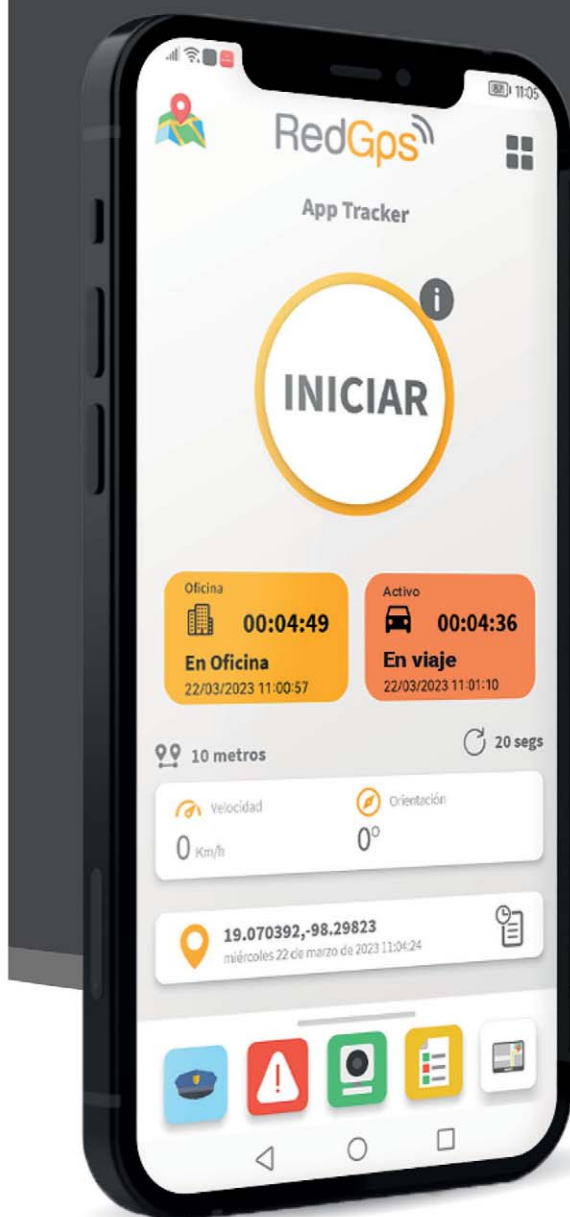 11:05
RedGps
App Tracker
i
INICIAR
Oficina
00:04:49
En Oficina
22/03/2023 11:00:57
Activo
00:04:36
En viaje
22/03/2023 11:01:10
10 metros
20 segs
Velocidad
0 Km/h
Orientación
0°
19.070392,-98.29823
miércoles 22 de marzo de 2023 11:04:24